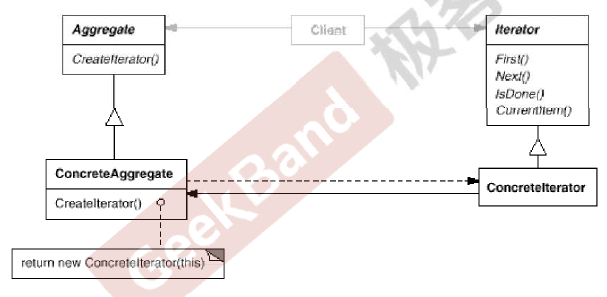 Aggregate
CreateIterator()
Client
Iterator
First()
Next()
IsDone()
CurrentItem()
ConcreteAggregate
CreateIterator()
ConcreteIterator
return new ConcreteIterator(this)
GeekBand 极客